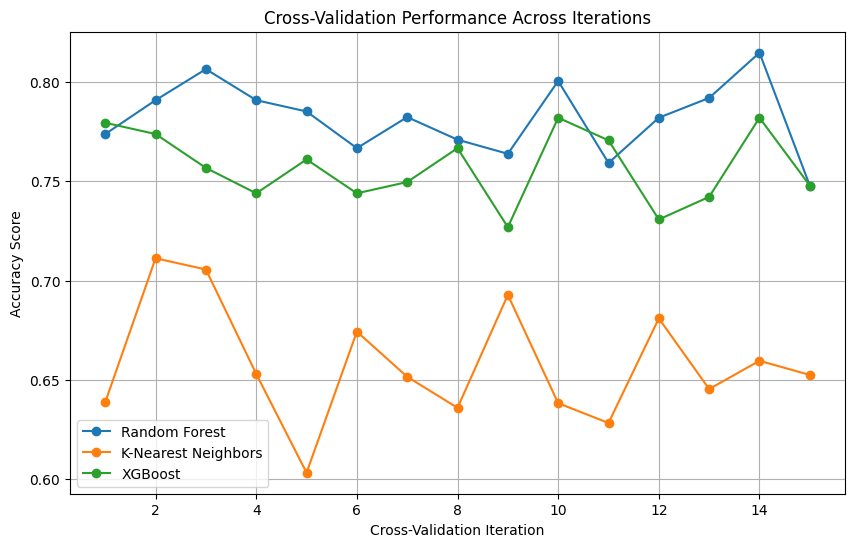 Cross-Validation Performance Across Iterations
Accuracy Score
0.80
0.75
0.70
0.65
0.60
Random Forest
K-Nearest Neighbors
XGBoost
2 4 6 8 10 12 14
Cross-Validation Iteration